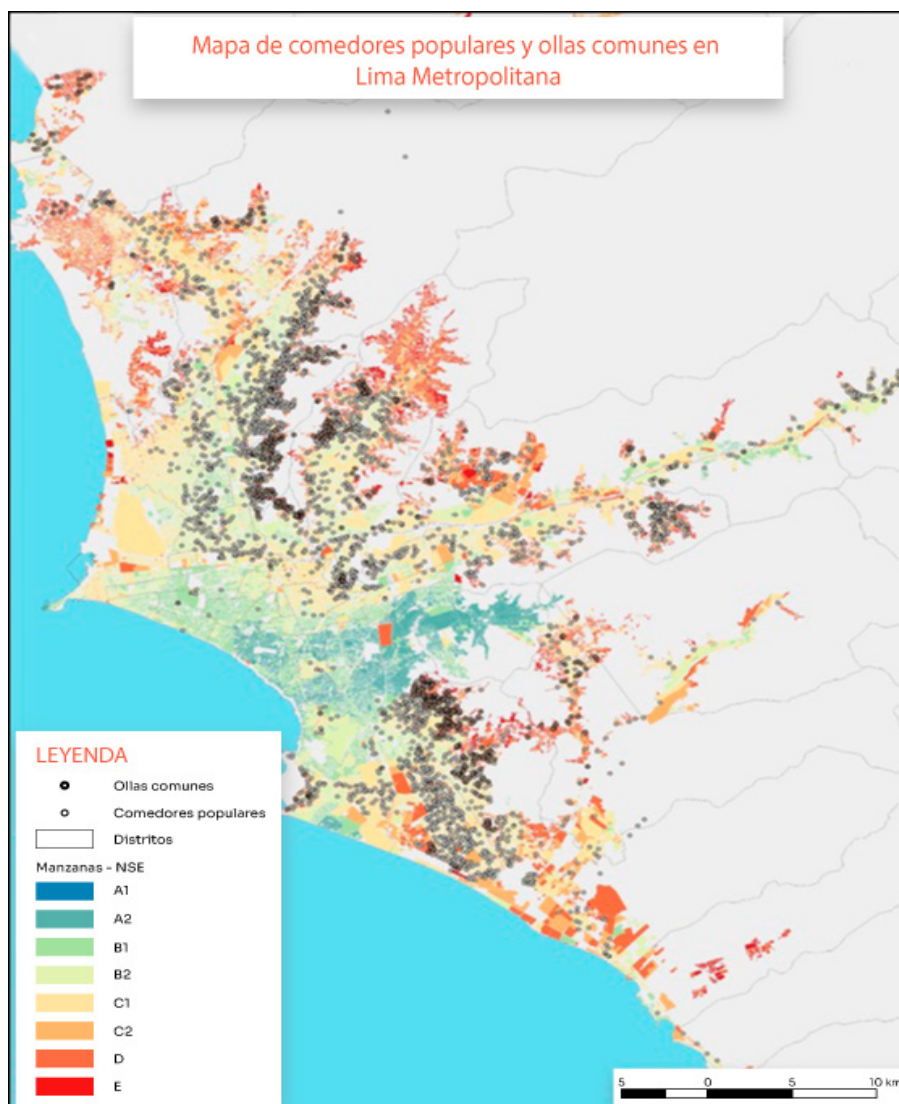 Mapa de comedores populares y ollas comunes en
Lima Metropolitana
LEYENDA
Ollas comunes
Comedores populares
Distritos
Manzanas - NSE
A1
A2
B1
B2
C1
C2
D
E
5 0 5 10 km